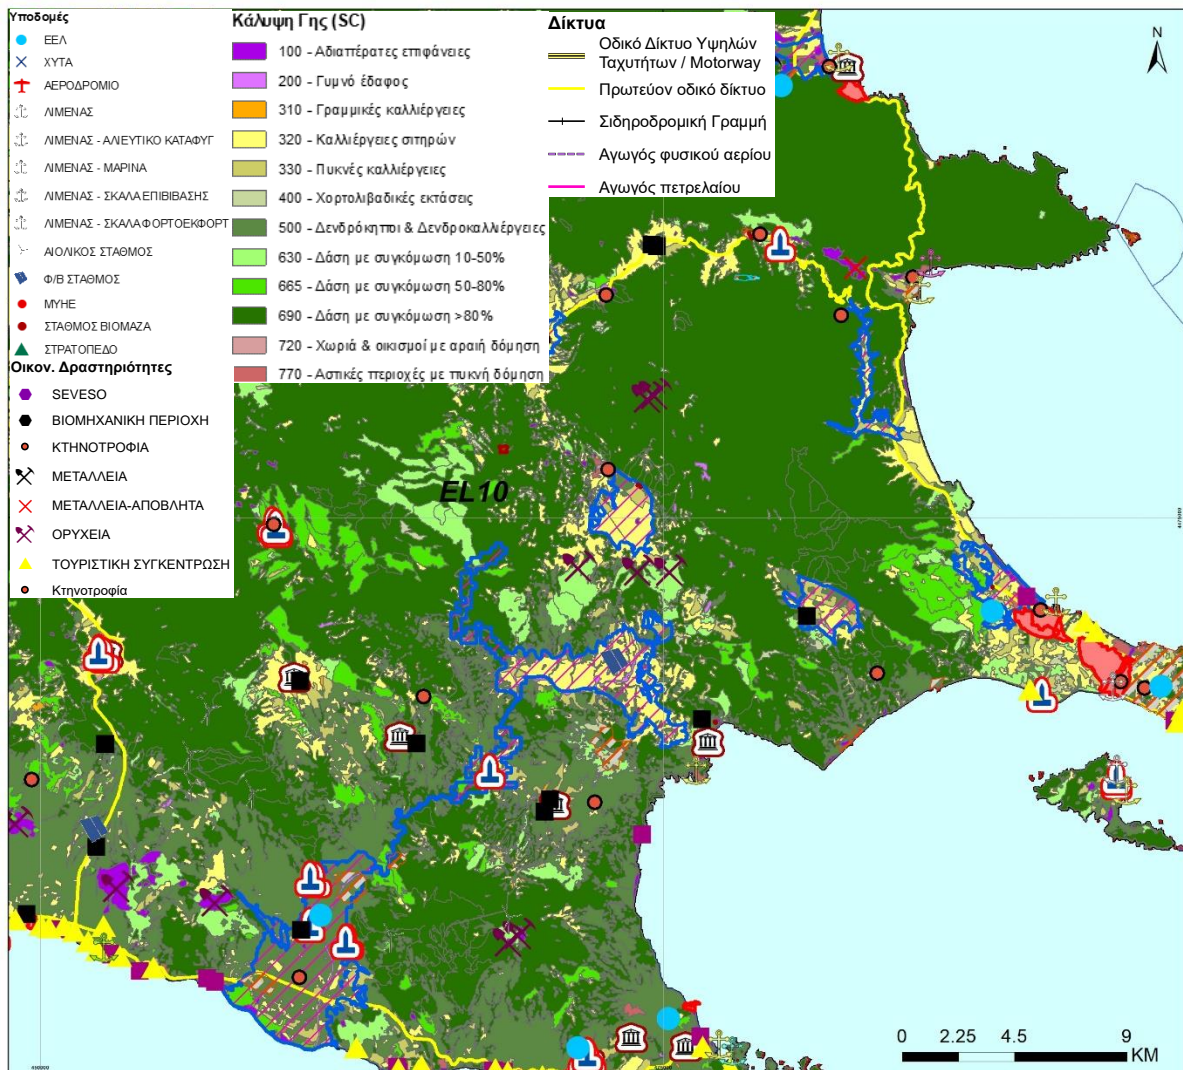 Υποδομές
ΕΕΛ
ΧΥΤΑ
ΑΕΡΟΔΡΟΜΙΟ
ΛΙΜΕΝΑΣ
ΛΙΜΕΝΑΣ - ΑΛΙΕΥΤΙΚΟ ΚΑΤΑΦΥΓ
ΛΙΜΕΝΑΣ - ΜΑΡΙΝΑ
ΛΙΜΕΝΑΣ - ΣΚΑΛΑ ΕΠΙΒΙΒΑΣΗΣ
ΛΙΜΕΝΑΣ - ΣΚΑΛΑ ΦΟΡΤΟΕΚΦΟΡΤ
ΑΙΟΛΙΚΟΣ ΣΤΑΘΜΟΣ
Φ/Β ΣΤΑΘΜΟΣ
ΜΥΗΕ
ΣΤΑΘΜΟΣ ΒΙΟΜΑΖΑ
ΣΤΡΑΤΟΠΕΔΟ
Οικον. Δραστηριότητες
SEVESO
ΒΙΟΜΗΧΑΝΙΚΗ ΠΕΡΙΟΧΗ
ΚΤΗΝΟΤΡΟΦΙΑ
ΜΕΤΑΛΛΕΙΑ
ΜΕΤΑΛΛΕΙΑ-ΑΠΟΒΛΗΤΑ
ΟΡΥΧΕΙΑ
ΤΟΥΡΙΣΤΙΚΗ ΣΥΓΚΕΝΤΡΩΣΗ
Κτηνοτροφία
Κάλυψη Γης (SC)
100 - Αδιαπέρατες επιφάνειες
200 - Γυμνό έδαφος
310 - Γραμμικές καλλιέργειες
320 - Καλλιέργειες σιτηρών
330 - Πυκνές καλλιέργειες
400 - Χορτολιβαδικές εκτάσεις
500 - Δενδρόκηποι & Δενδροκαλλιέργειες
630 - Δάση με συγκόμωση 10-50%
665 - Δάση με συγκόμωση 50-80%
690 - Δάση με συγκόμωση >80%
720 - Χωριά & οικισμοί με αραιή δόμηση
770 - Αστικές περιοχές με πυκνή δόμηση
Δίκτυα
Οδικό Δίκτυο Υψηλών
Ταχυτήτων / Motorway
Πρωτεύον οδικό δίκτυο
Σιδηροδρομική Γραμμή
Αγωγός φυσικού αερίου
Αγωγός πετρελαίου
N
EL10
0 2.25 4.5 9
KM